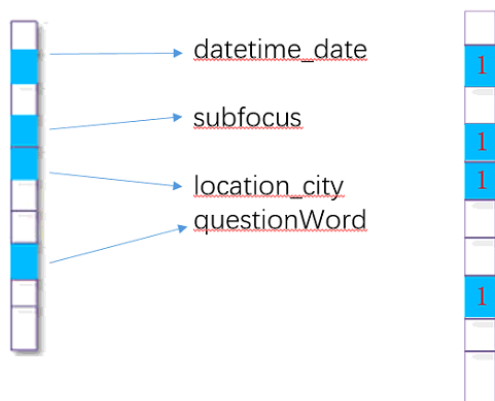 datetime_date
1
subfocus
1
1
location_city
questionWord
1